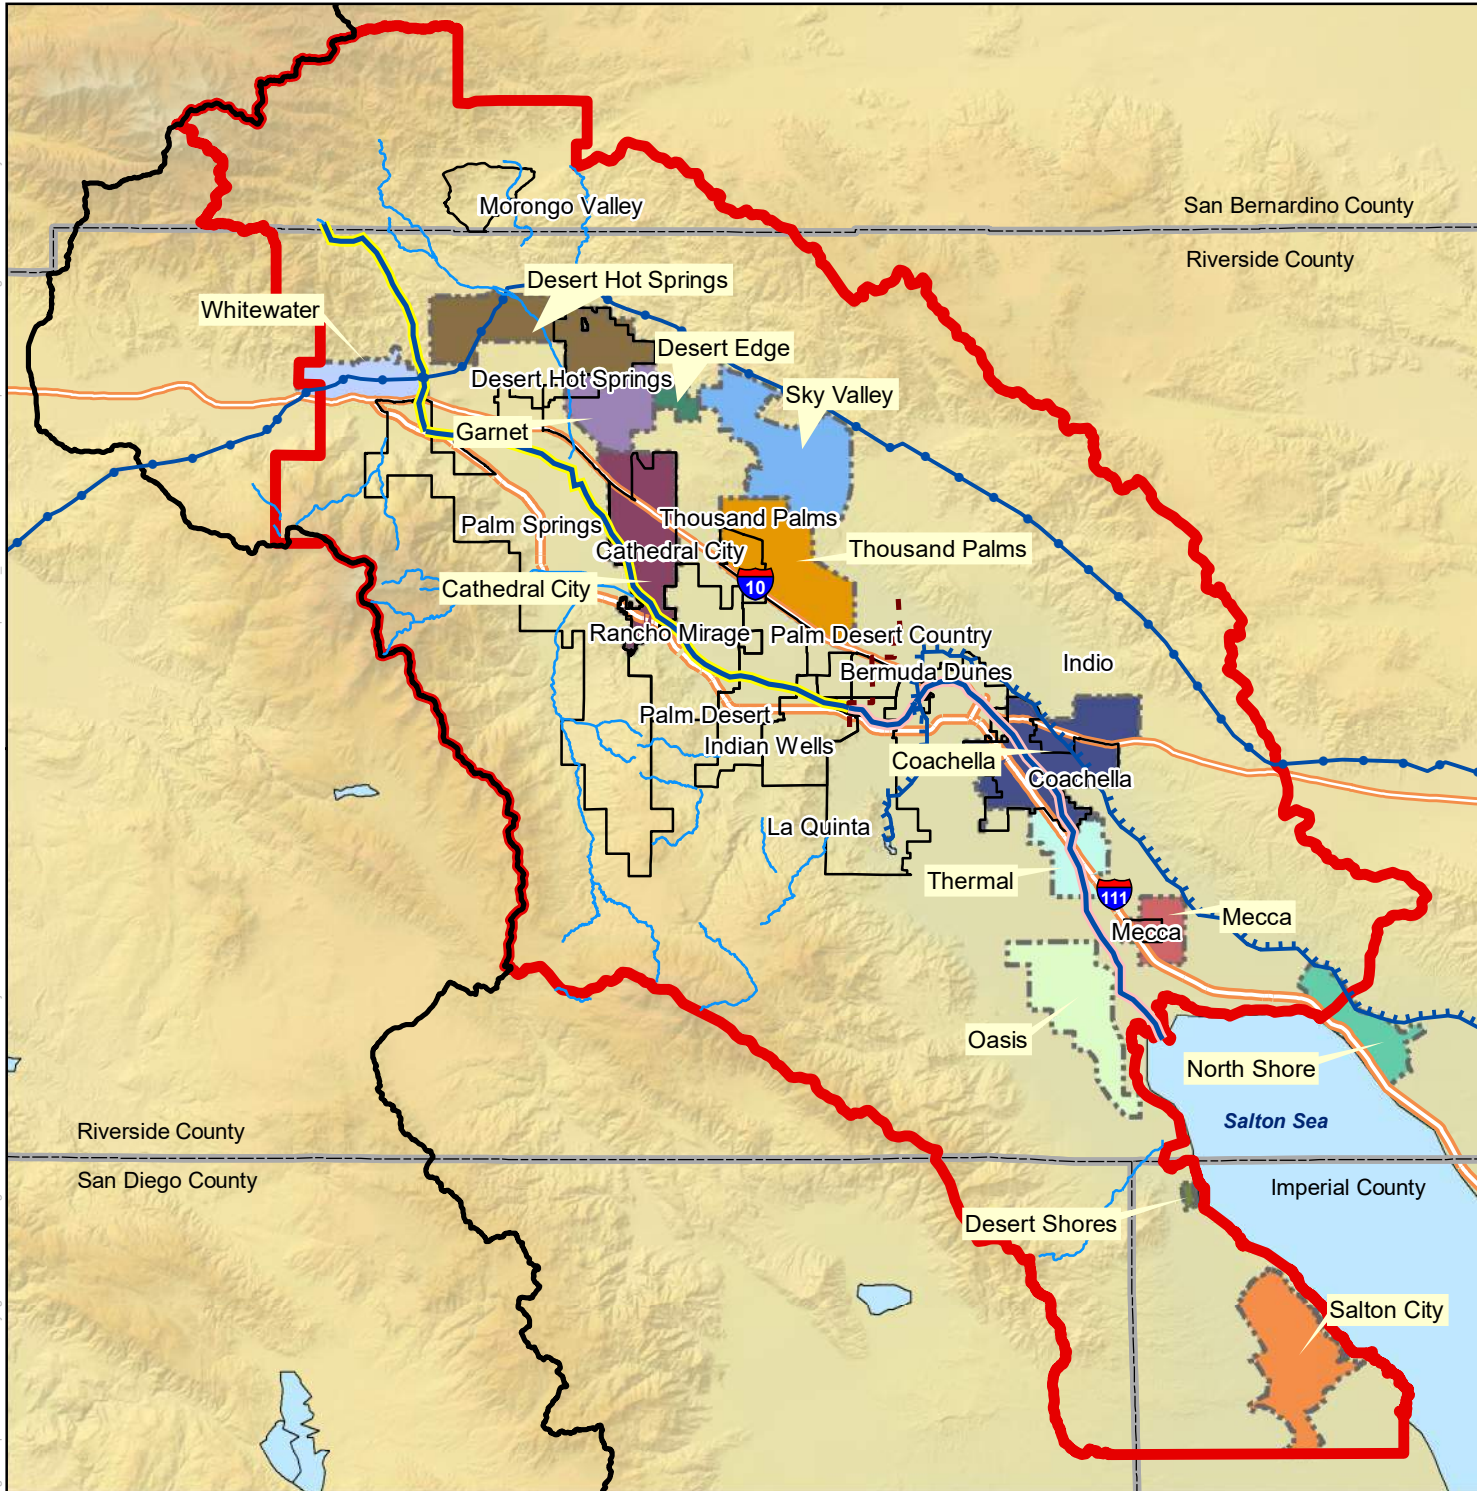 San Bernardino County
Morongo Valley
Riverside County
Desert Hot Springs
Whitewater
Desert Edge
Desert Hot Springs
Sky Valley
Garnet
Thousand Palms
Palm Springs
Cathedral City
Thousand Palms
Cathedral City
10
Rancho Mirage
Palm Desert Country
Indio
Bermuda Dunes
Palm Desert
Indian Wells
Coachella
Coachella
La Quinta
Thermal
111
Mecca
Mecca
Oasis
North Shore
Salton Sea
Riverside County
San Diego County
Imperial County
Desert Shores
Salton City